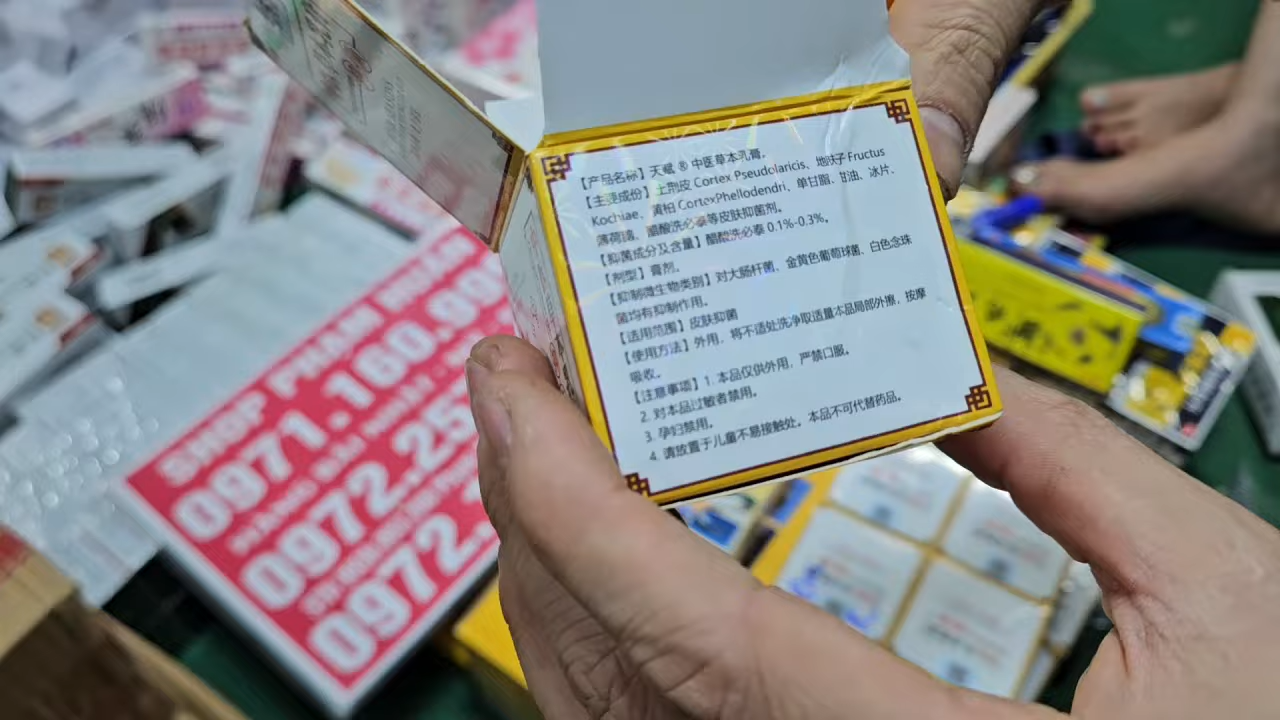 【产品名称】天赋 ® 中医草本乳膏。
【主要成份】土荆皮 Cortex Pseudolaricis、地肤子 Fructus
Kochiae、黄柏 CortexPhellodendri、单甘脂、甘油、冰片、
薄荷脑、醋酸洗必泰等皮肤抑菌剂。
【抑菌成分及含量】醋酸洗必泰 0.1%-0.3%。
【剂型】膏剂。
【抑制微生物类别】对大肠杆菌、金黄色葡萄球菌、白色念珠
菌均有抑制作用。
【适用范围】皮肤抑菌
【使用方法】外用，将不适处洗净取适量本品局部外擦，按摩
吸收。
【注意事项】1. 本品仅供外用，严禁口服。
2. 对本品过敏者禁用。
3. 孕妇禁用。
4. 请放置于儿童不易接触处。本品不可代替药品。
SHOP PHAM
0971.160.99
0972.25
0972.